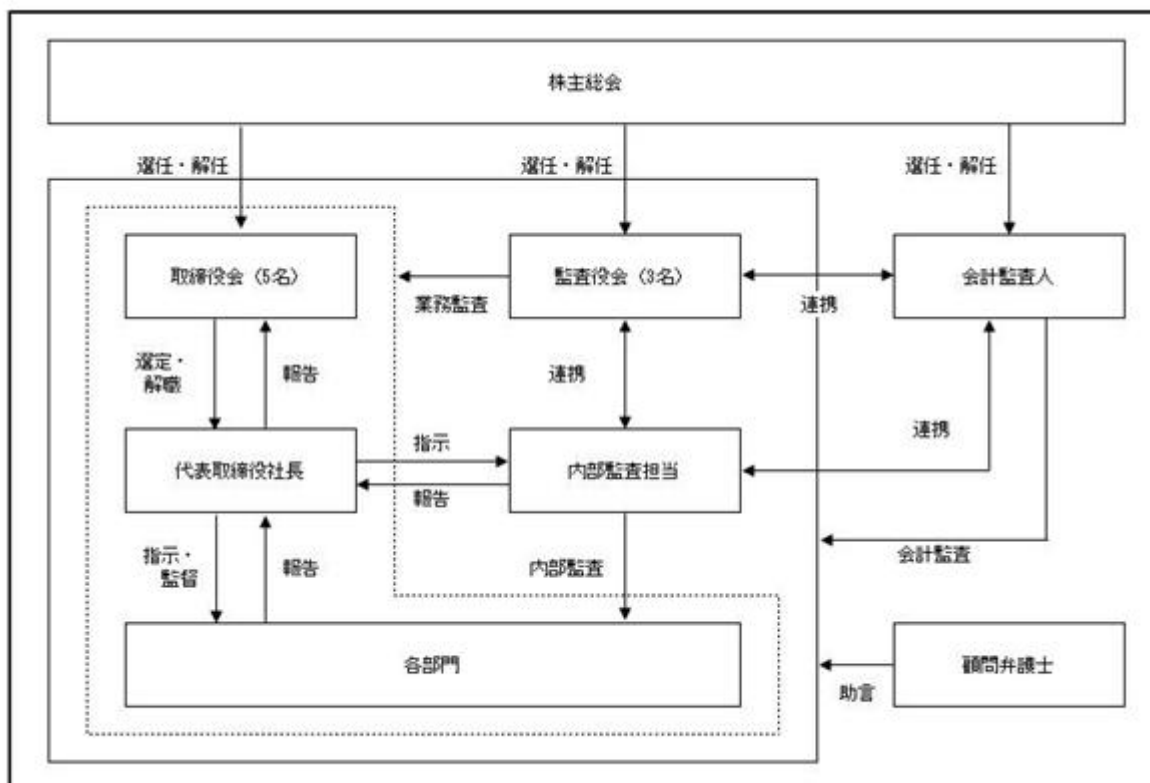 株主総会
選任・解任
選任・解任
選任・解任
取締役会（5名）
監査役会（3名）
会計監査人
業務監査
連携
選定・
解職
報告
連携
連携
代表取締役社長
指示
報告
内部監査担当
指示・
監督
報告
内部監査
会計監査
各部門
顧問弁護士
助言